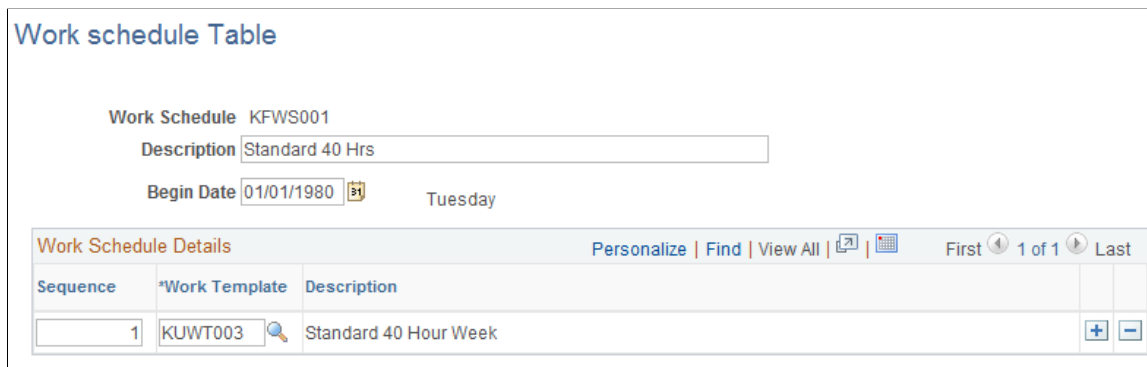 Work schedule Table
Work Schedule KFWS001
Description Standard 40 Hrs
Begin Date 01/01/1980 31 Tuesday
Work Schedule Details Personalize | Find | View All | | First 1 of 1 Last
Sequence *Work Template Description
1 KUWT003 Standard 40 Hour Week